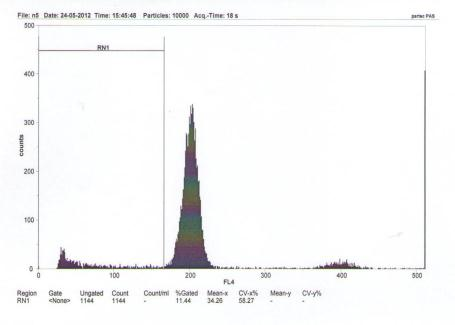 File: n5 Date: 24-05-2012 Time: 15:45:48 Particles: 10000 Acq.-Time: 18 s partec PAS
500
RN1
400
300
counts
200
100
0
0 100 200 300 400 500
FL4
Region Gate Ungated Count Count/ml %Gated Mean-x CV-x% Mean-y CV-y%
RN1 <None> 1144 1144 - 11.44 34.26 58.27 - -